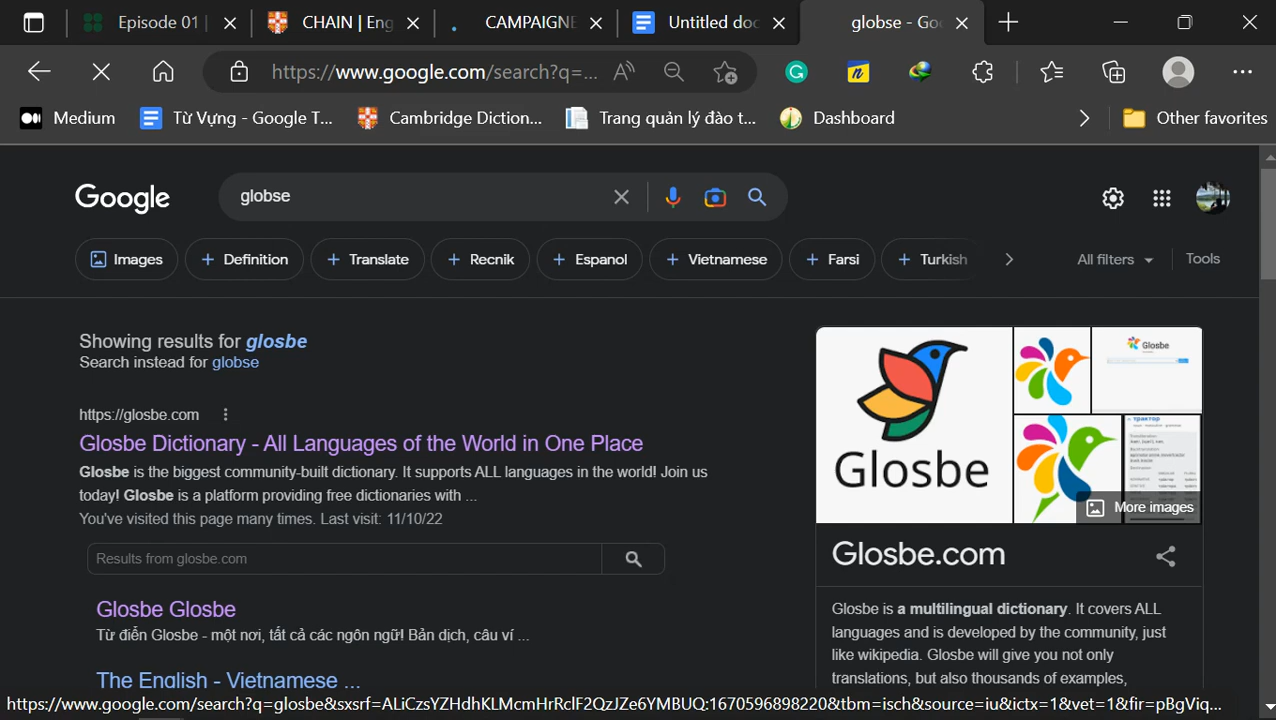 Episode 01 |
CHAIN | Eng
CAMPAIGNE
Untitled doc
globse - Goo
https://www.google.com/search?q=...
Medium
Từ Vựng - Google T...
Cambridge Diction...
Trang quản lý đào t...
Dashboard
Other favorites
Google
globse
Images
Definition
Translate
Recnik
Espanol
Vietnamese
Farsi
Turkish
All filters
Tools
Showing results for glosbe
Search instead for globse
https://glosbe.com
Glosbe Dictionary - All Languages of the World in One Place
Glosbe is the biggest community-built dictionary. It supports ALL languages in the world! Join us
today! Glosbe is a platform providing free dictionaries with ...
You've visited this page many times. Last visit: 11/10/22
Results from glosbe.com
Glosbe Glosbe
Từ điển Glosbe - một nơi, tất cả các ngôn ngữ! Bản dịch, câu ví ...
The English - Vietnamese ...
Glosbe
Glosbe
трактор
More images
Glosbe.com
Glosbe is a multilingual dictionary. It covers ALL
languages and is developed by the community, just
like wikipedia. Glosbe will give you not only
translations, but also thousands of examples,
https://www.google.com/search?q=glosbe&sxsrf=ALiCzsYZHdhKLMcmHrRclF2QzJZe6YMBUQ:1670596898220&tbm=isch&source=iu&ictx=1&vet=1&fir=pBgViq...